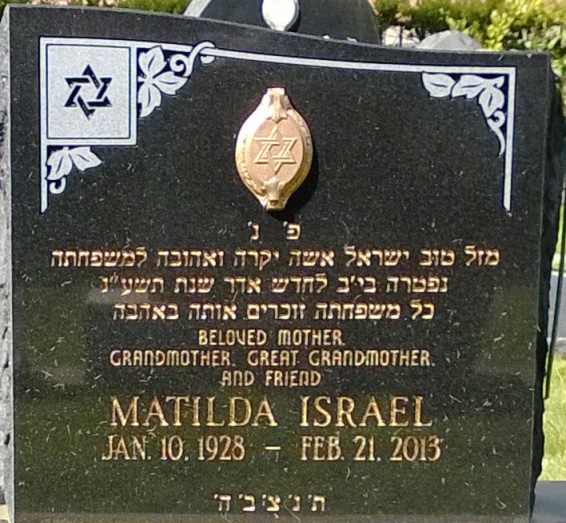 פ' נ'
מזל טוב ישראל אשה יקרה ואהובה למשפחתה
נפטרה בי"ב לחדש אדר שנת תשע"ג
כל משפחתה זוכרים אותה באהבה
BELOVED MOTHER,
GRANDMOTHER, GREAT GRANDMOTHER,
AND FRIEND
MATILDA ISRAEL
JAN. 10, 1928 – FEB. 21, 2013
ת'נ'צ'ב'ה'